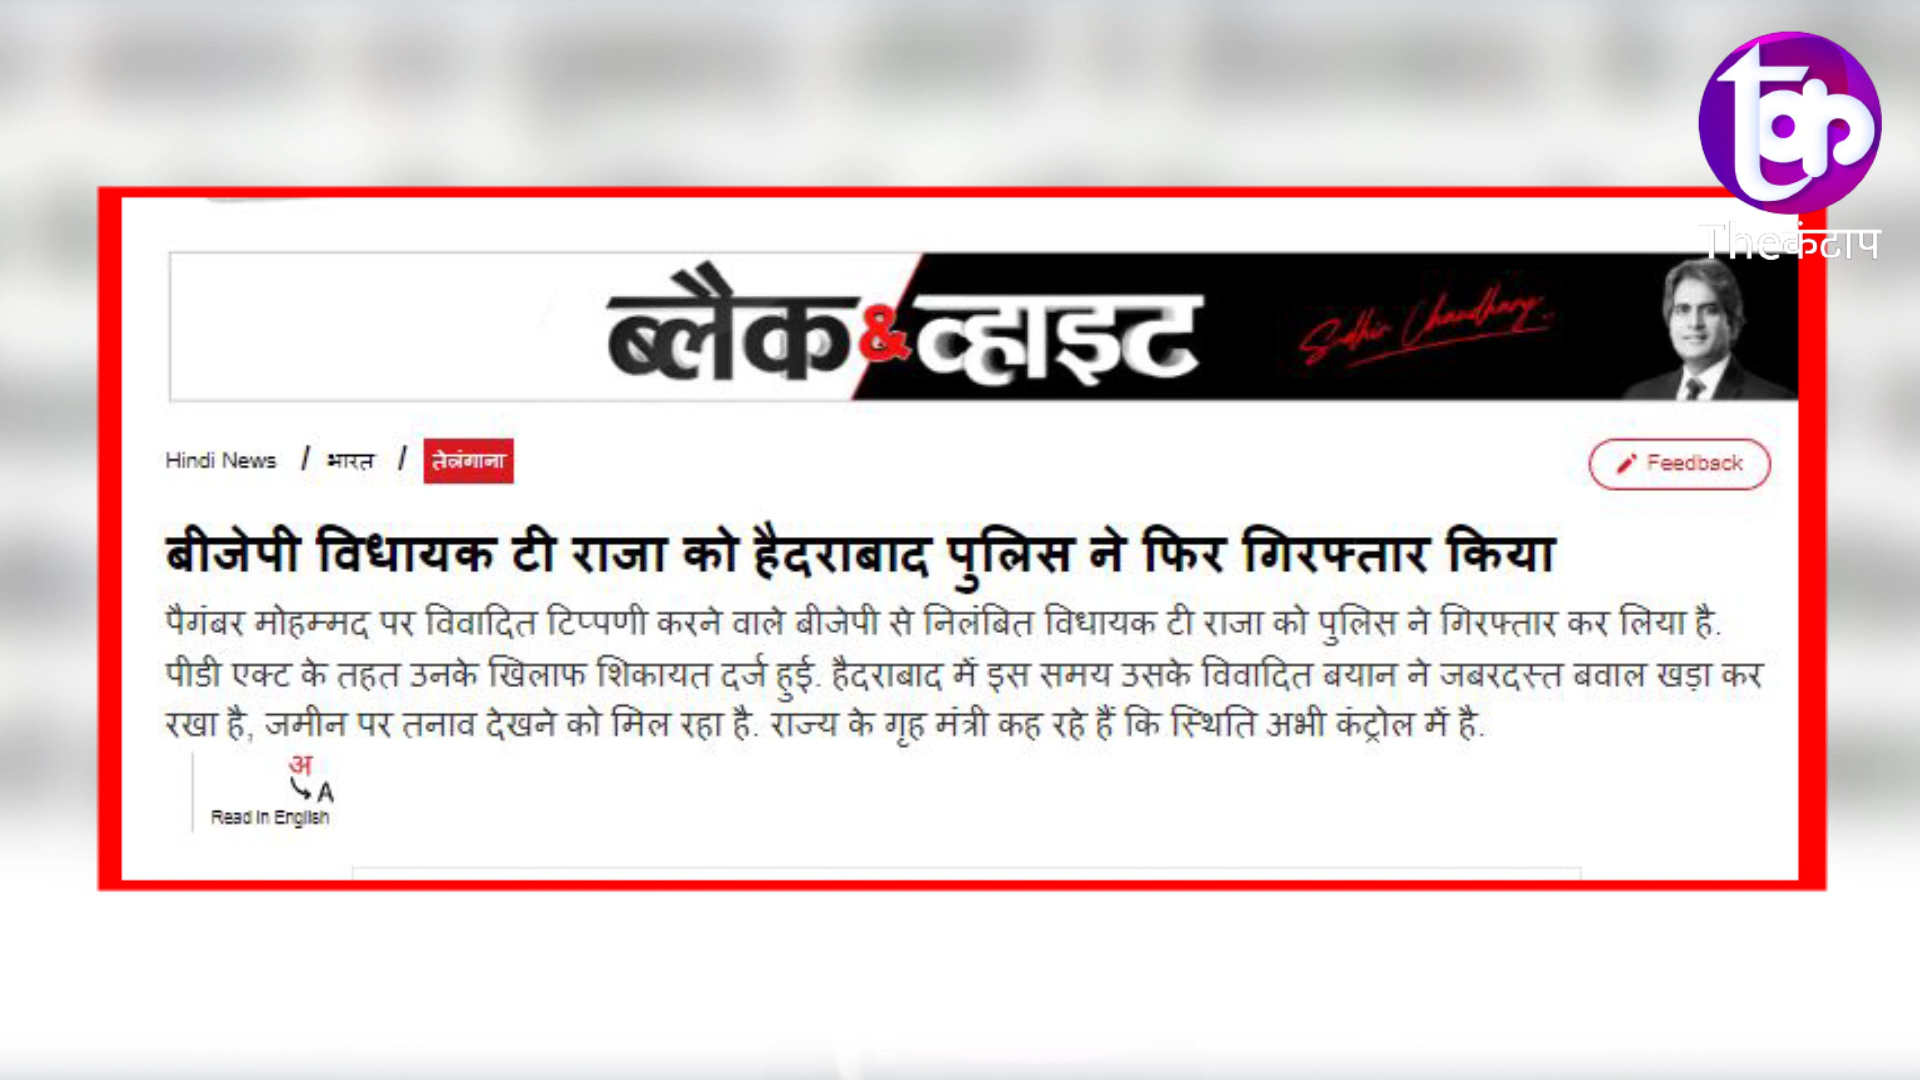 Theकंटाप
ब्लैक&व्हाइट
Sudhir Chaudhary
Hindi News / भारत / तेलंगाना
Feedback
बीजेपी विधायक टी राजा को हैदराबाद पुलिस ने फिर गिरफ्तार किया
पैगंबर मोहम्मद पर विवादित टिप्पणी करने वाले बीजेपी से निलंबित विधायक टी राजा को पुलिस ने गिरफ्तार कर लिया है.
पीडी एक्ट के तहत उनके खिलाफ शिकायत दर्ज हुई. हैदराबाद में इस समय उसके विवादित बयान ने जबरदस्त बवाल खड़ा कर
रखा है, जमीन पर तनाव देखने को मिल रहा है. राज्य के गृह मंत्री कह रहे हैं कि स्थिति अभी कंट्रोल में है.
अ
A
Read in English